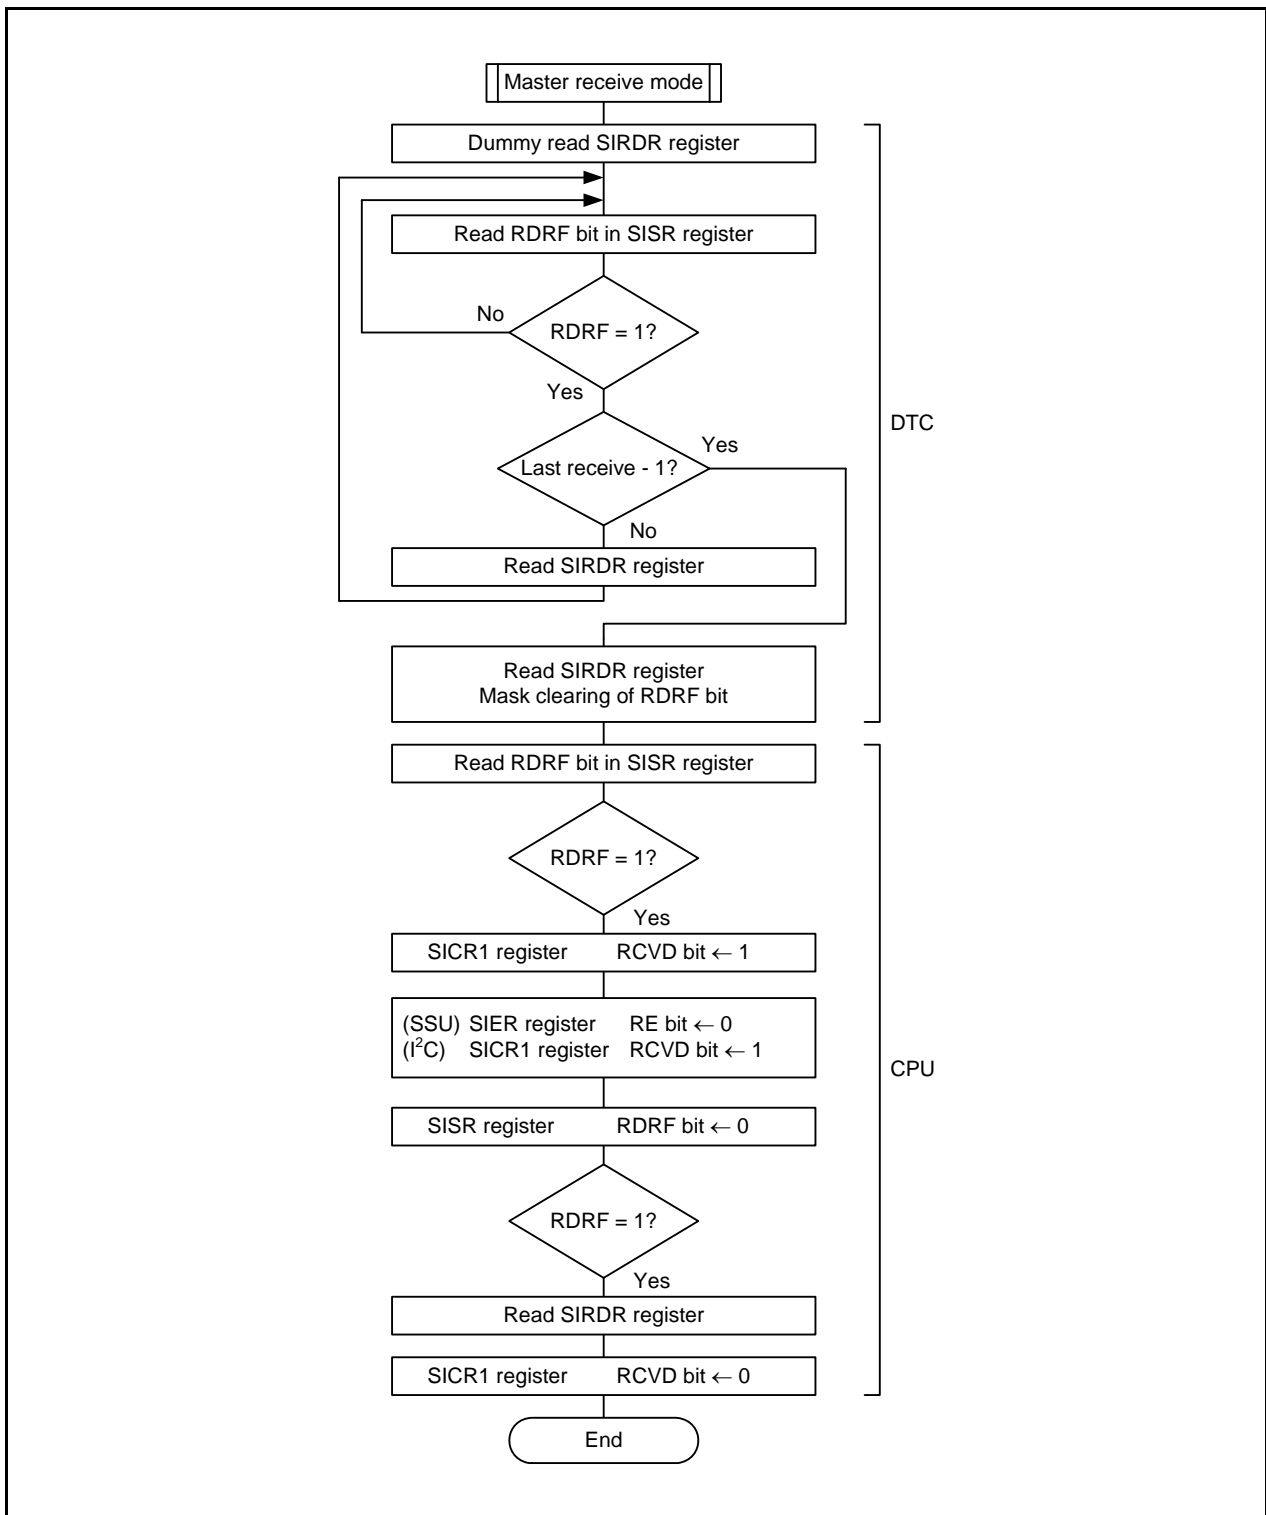 Master receive mode
Dummy read SIRDR register
Read RDRF bit in SISR register
No
RDRF = 1?
Yes
DTC
Yes
Last receive - 1?
No
Read SIRDR register
Read SIRDR register
Mask clearing of RDRF bit
Read RDRF bit in SISR register
RDRF = 1?
Yes
SICR1 register RCVD bit ← 1
(SSU) SIER register RE bit ← 0
(I²C) SICR1 register RCVD bit ← 1
CPU
SISR register RDRF bit ← 0
RDRF = 1?
Yes
Read SIRDR register
SICR1 register RCVD bit ← 0
End